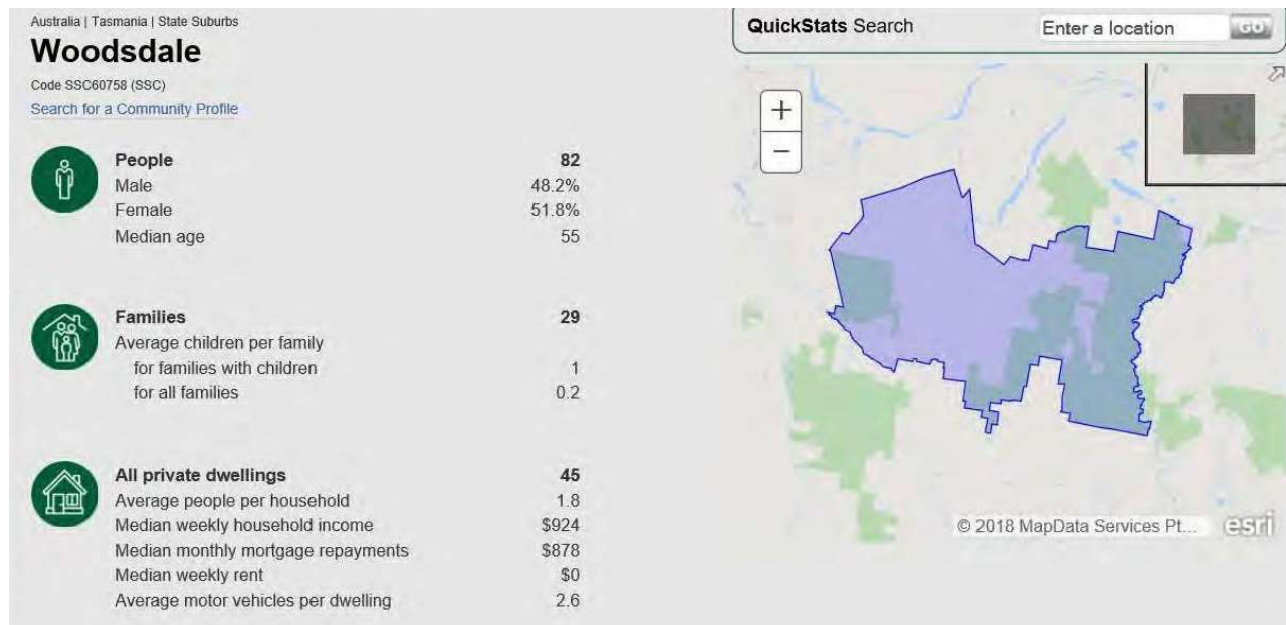 Australia | Tasmania | State Suburbs
Woodsdale
Code SSC60758 (SSC)
Search for a Community Profile
People 82
Male 48.2%
Female 51.8%
Median age 55
Families 29
Average children per family
for families with children 1
for all families 0.2
All private dwellings 45
Average people per household 1.8
Median weekly household income $924
Median monthly mortgage repayments $878
Median weekly rent $0
Average motor vehicles per dwelling 2.6
QuickStats Search Enter a location GO
+
−
© 2018 MapData Services Pt... esri